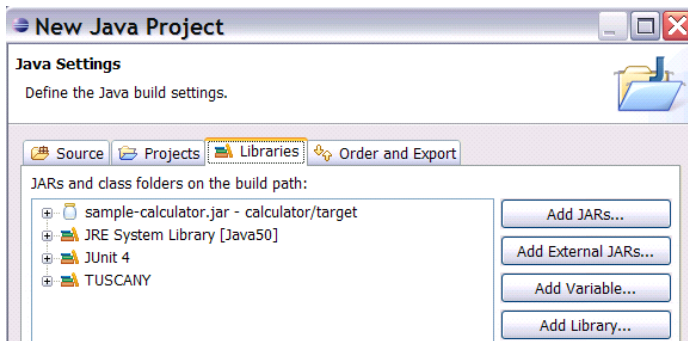 New Java Project
Java Settings
Define the Java build settings.
Source Projects Libraries Order and Export
JARs and class folders on the build path:
sample-calculator.jar - calculator/target
JRE System Library [Java50]
JUnit 4
TUSCANY
Add JARs...
Add External JARs...
Add Variable...
Add Library...